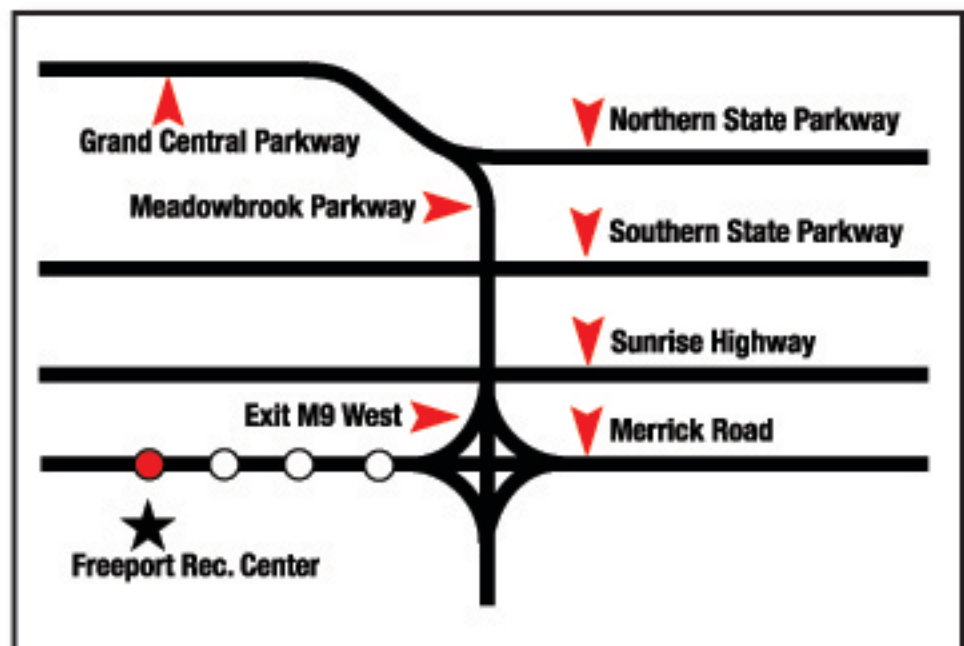 Northern State Parkway
Grand Central Parkway
Meadowbrook Parkway
Southern State Parkway
Sunrise Highway
Exit M9 West
Merrick Road
Freeport Rec. Center